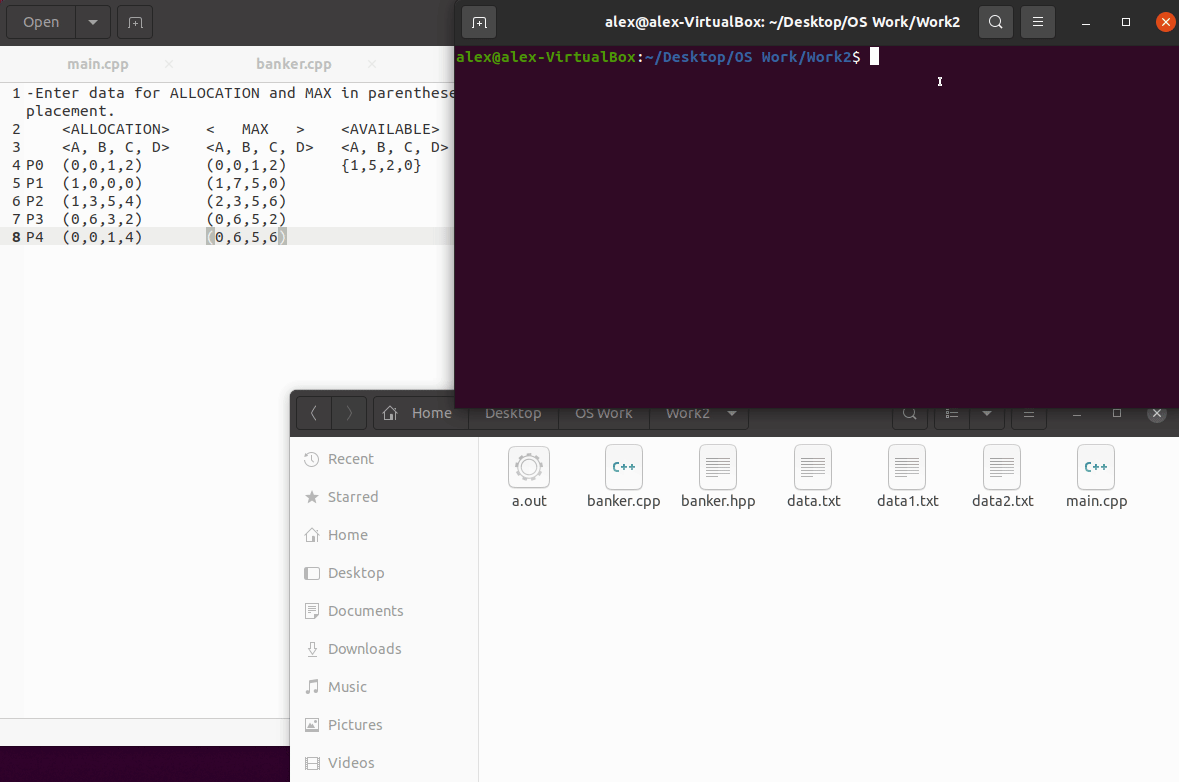 Open
main.cpp
banker.cpp
1 -Enter data for ALLOCATION and MAX in parenthese
placement.
2 <ALLOCATION> < MAX > <AVAILABLE>
3 <A, B, C, D> <A, B, C, D> <A, B, C, D>
4 P0 (0,0,1,2) (0,0,1,2) {1,5,2,0}
5 P1 (1,0,0,0) (1,7,5,0)
6 P2 (1,3,5,4) (2,3,5,6)
7 P3 (0,6,3,2) (0,6,5,2)
8 P4 (0,0,1,4) (0,6,5,6)
alex@alex-VirtualBox: ~/Desktop/OS Work/Work2
alex@alex-VirtualBox:~/Desktop/OS Work/Work2$
Home Desktop OS Work Work2
Recent
Starred
Home
Desktop
Documents
Downloads
Music
Pictures
Videos
a.out banker.cpp banker.hpp data.txt data1.txt data2.txt main.cpp
C++ C++